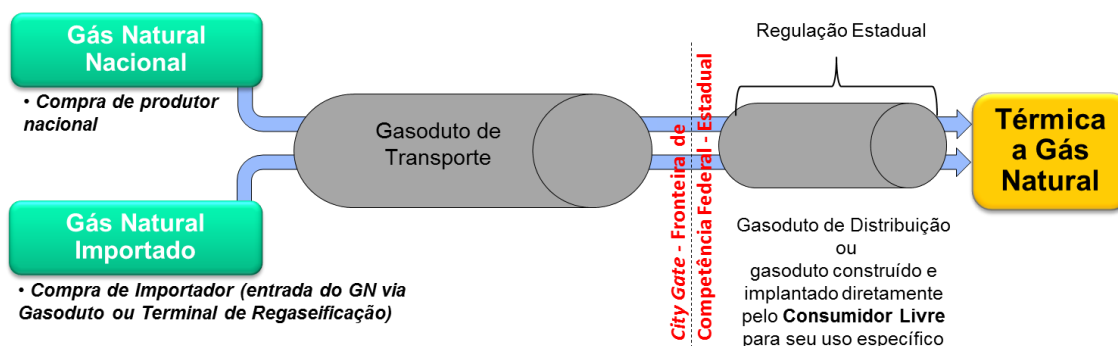 Gás Natural
Nacional
• Compra de produtor
nacional
Gás Natural
Importado
• Compra de Importador (entrada do GN via
Gasoduto ou Terminal de Regaseificação)
Gasoduto de
Transporte
City Gate - Fronteira de
Competência Federal - Estadual
Regulação Estadual
Gasoduto de Distribuição
ou
gasoduto construído e
implantado diretamente
pelo Consumidor Livre
para seu uso específico
Térmica
a Gás
Natural